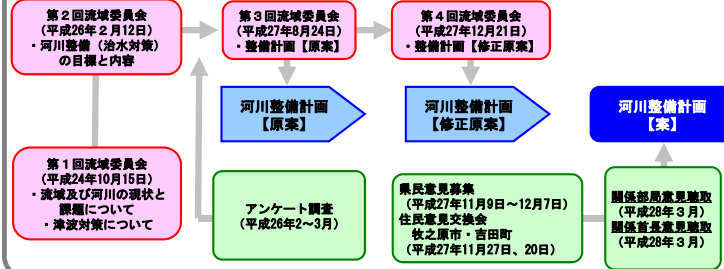 第２回流域委員会
（平成26年２月12日）
・河川整備（治水対策）
の目標と内容
第３回流域委員会
（平成27年8月24日）
・整備計画【原案】
第４回流域委員会
（平成27年12月21日）
・整備計画【修正原案】
河川整備計画
【原案】
河川整備計画
【修正原案】
河川整備計画
【案】
第１回流域委員会
（平成24年10月15日）
・流域及び河川の現状と
課題について
・津波対策について
アンケート調査
（平成26年2～3月）
県民意見募集
（平成27年11月9日～12月7日）
住民意見交換会
牧之原市・吉田町
（平成27年11月27日、20日）
関係部局意見聴取
（平成28年３月）
関係首長意見聴取
（平成28年３月）